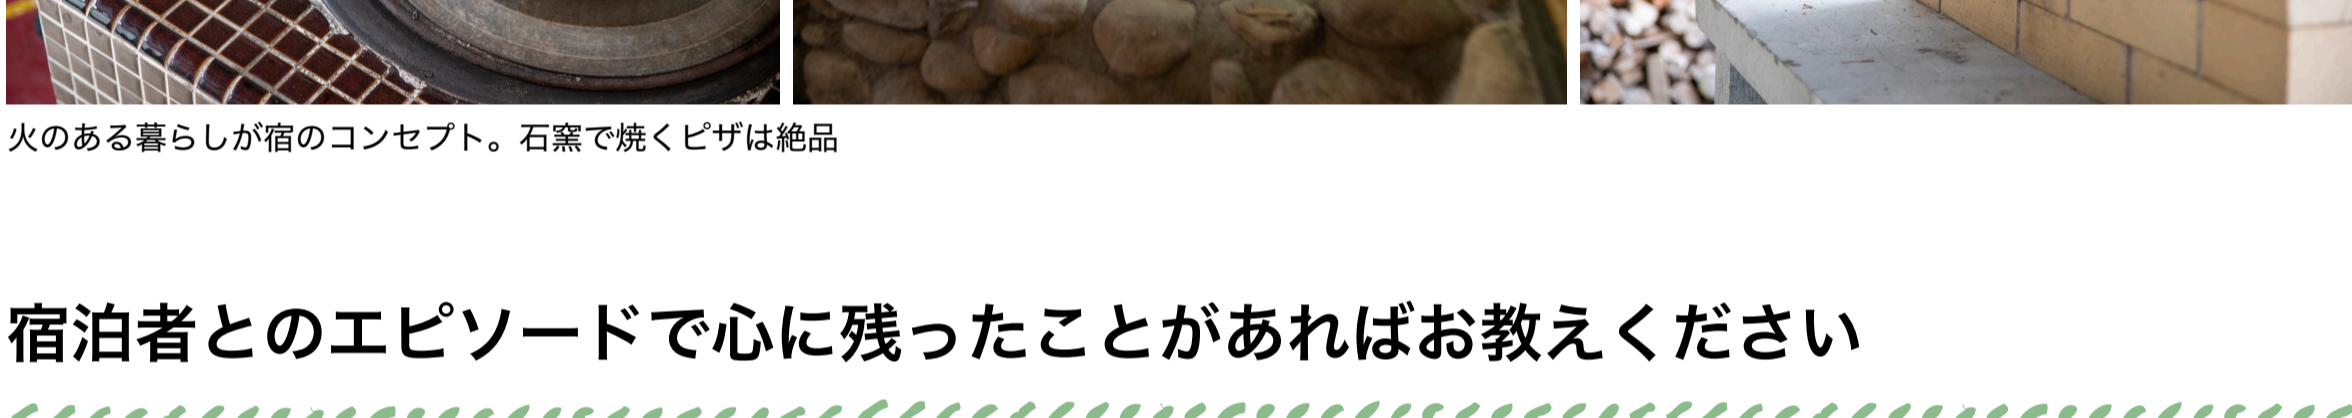 火のある暮らしが宿のコンセプト。石窯で焼くピザは絶品
宿泊者とのエピソードで心に残ったことがあればお教えください